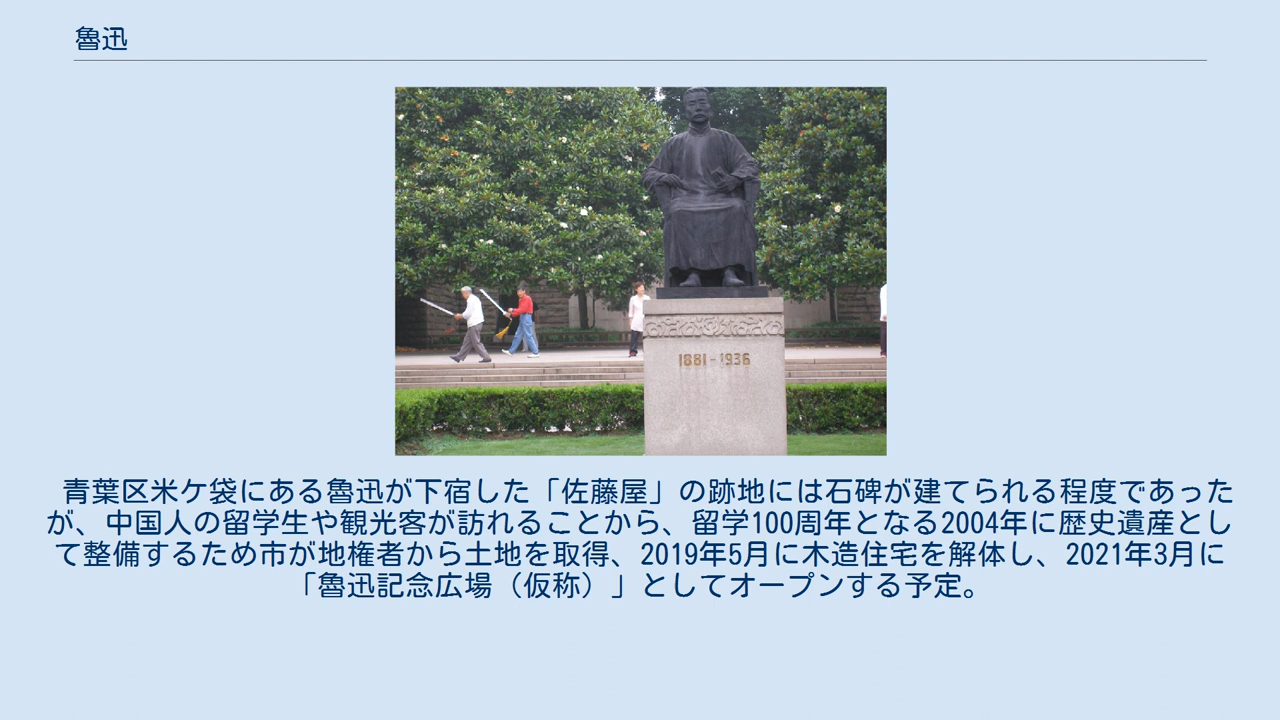 魯迅
1881-1936
青葉区米ケ袋にある魯迅が下宿した「佐藤屋」の跡地には石碑が建てられる程度であった
が、中国人の留学生や観光客が訪れることから、留学100周年となる2004年に歴史遺産とし
て整備するため市が地権者から土地を取得、2019年5月に木造住宅を解体し、2021年3月に
「魯迅記念広場（仮称）」としてオープンする予定。